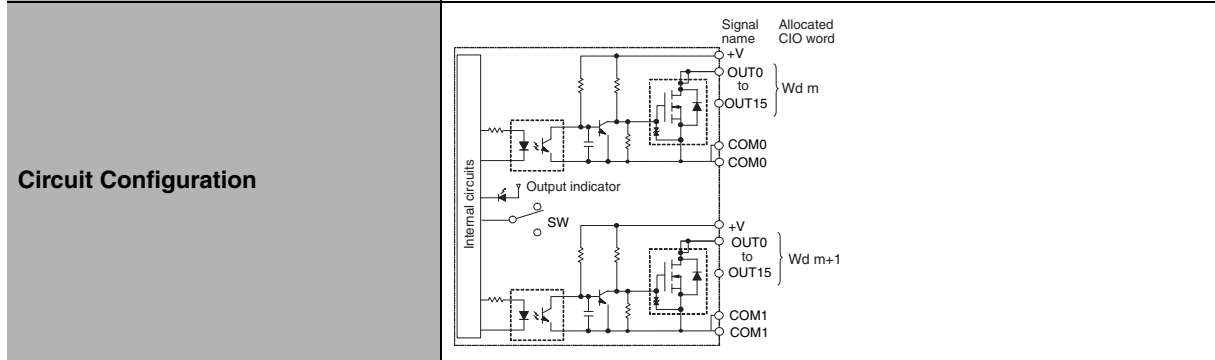 Circuit Configuration
Signal name
Allocated CIO word
+V
OUT0
to
OUT15
Wd m
COM0
COM0
Internal circuits
Output indicator
SW
+V
OUT0
to
OUT15
Wd m+1
COM1
COM1